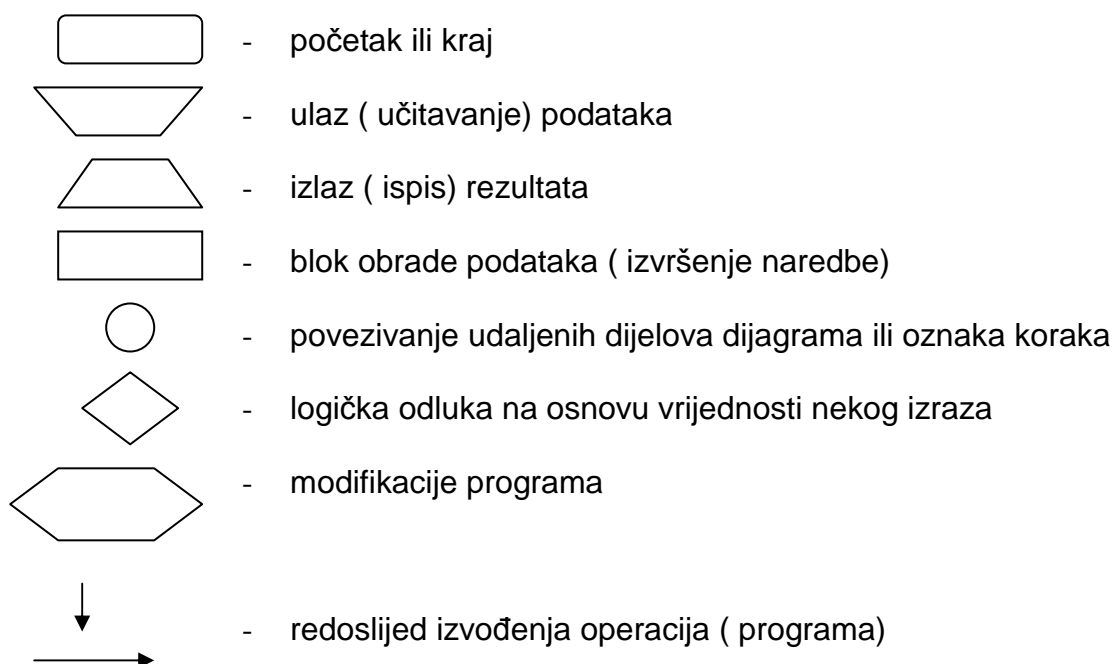 - početak ili kraj
- ulaz ( učitavanje) podataka
- izlaz ( ispis) rezultata
- blok obrade podataka ( izvršenje naredbe)
- povezivanje udaljenih dijelova dijagrama ili oznaka koraka
- logička odluka na osnovu vrijednosti nekog izraza
- modifikacije programa
- redoslijed izvođenja operacija ( programa)